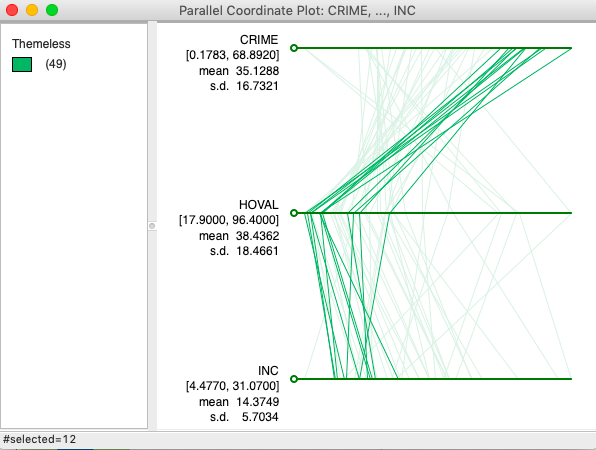 Parallel Coordinate Plot: CRIME, ..., INC
Themeless
(49)
CRIME
[0.1783, 68.8920]
mean 35.1288
s.d. 16.7321
HOVAL
[17.9000, 96.4000]
mean 38.4362
s.d. 18.4661
INC
[4.4770, 31.0700]
mean 14.3749
s.d. 5.7034
#selected=12